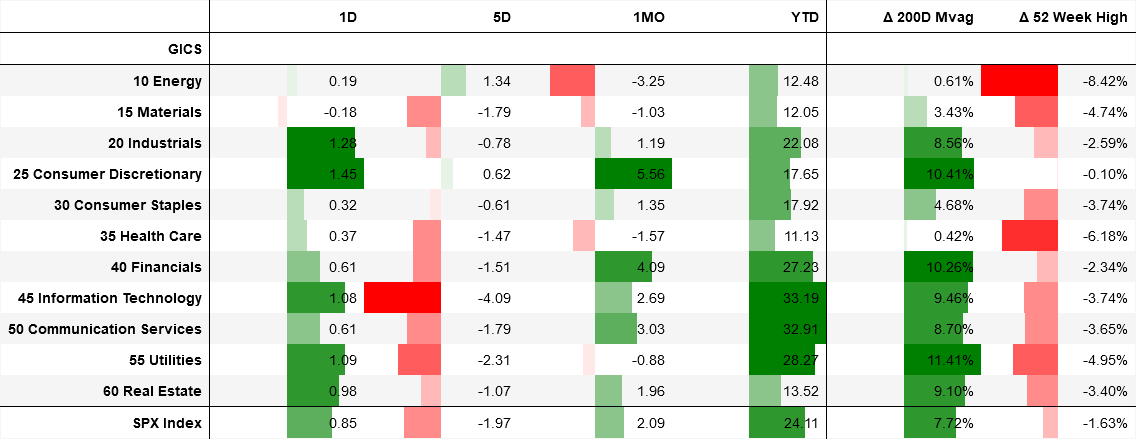 1D 5D 1MO YTD Δ 200D Mvag Δ 52 Week High
GICS
10 Energy 0.19 1.34 -3.25 12.48 0.61% -8.42%
15 Materials -0.18 -1.79 -1.03 12.05 3.43% -4.74%
20 Industrials 1.28 -0.78 1.19 22.08 8.56% -2.59%
25 Consumer Discretionary 1.45 0.62 5.56 17.65 10.41% -0.10%
30 Consumer Staples 0.32 -0.61 1.35 17.92 4.68% -3.74%
35 Health Care 0.37 -1.47 -1.57 11.13 0.42% -6.18%
40 Financials 0.61 -1.51 4.09 27.23 10.26% -2.34%
45 Information Technology 1.08 -4.09 2.69 33.19 9.46% -3.74%
50 Communication Services 0.61 -1.79 3.03 32.91 8.70% -3.65%
55 Utilities 1.09 -2.31 -0.88 28.27 11.41% -4.95%
60 Real Estate 0.98 -1.07 1.96 13.52 9.10% -3.40%
SPX Index 0.85 -1.97 2.09 24.11 7.72% -1.63%